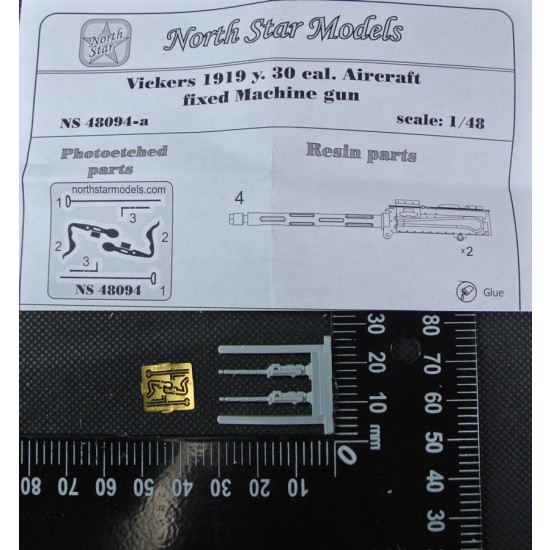 North
Star
North Star Models
Vickers 1919 y. 30 cal. Aircraft
fixed Machine gun
NS 48094-a
scale: 1/48
Photoetched
parts
northstarmodels.com
1
3
2
2
3
NS 48094
1
Resin parts
4
x2
Glue
30
20
10
mm
0
80
70
60
50
40
30
20
10
80
70
60
50
40
30
20
10